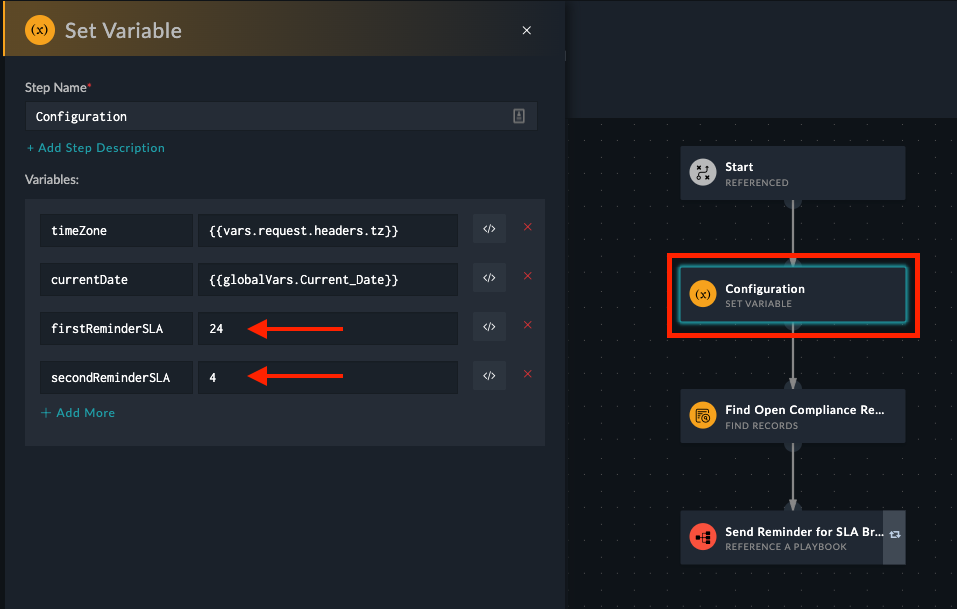 (x) Set Variable
Step Name*
Configuration
+ Add Step Description
Variables:
timeZone {{vars.request.headers.tz}} </>
currentDate {{globalVars.Current_Date}} </>
firstReminderSLA 24 </>
secondReminderSLA 4 </>
+ Add More
Start
REFERENCED
(x) Configuration
SET VARIABLE
Find Open Compliance Re...
FIND RECORDS
Send Reminder for SLA Br...
REFERENCE A PLAYBOOK